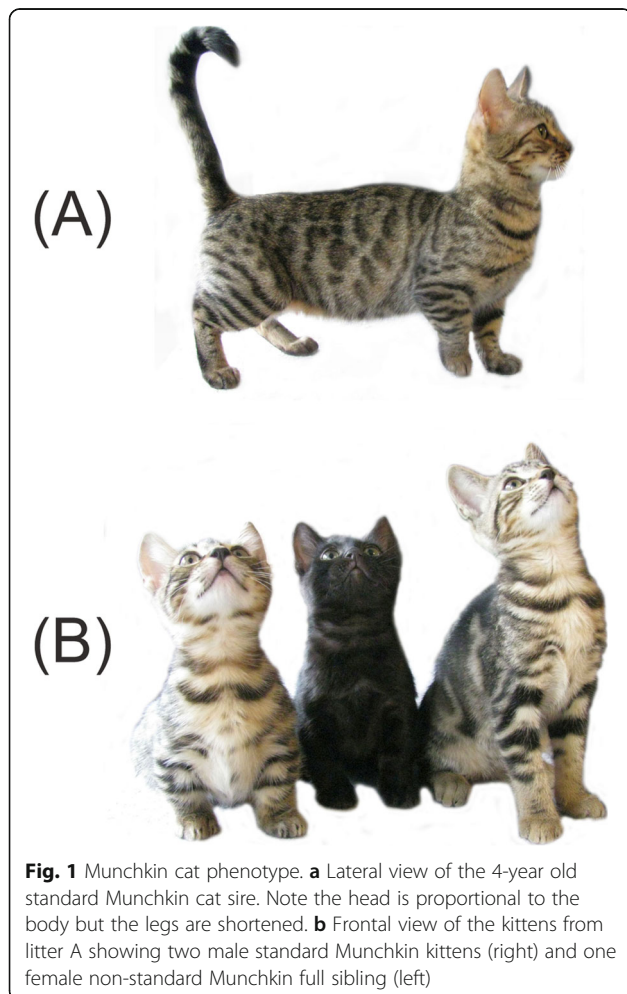 (A)
(B)
Fig. 1 Munchkin cat phenotype. a Lateral view of the 4-year old
standard Munchkin cat sire. Note the head is proportional to the
body but the legs are shortened. b Frontal view of the kittens from
litter A showing two male standard Munchkin kittens (right) and one
female non-standard Munchkin full sibling (left)